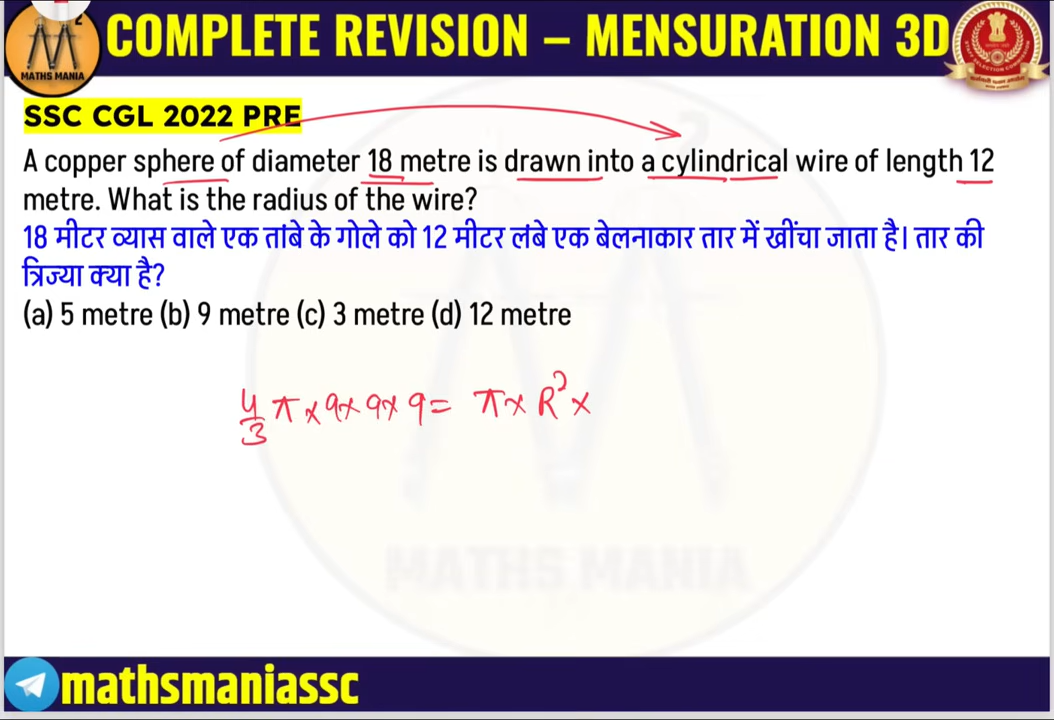 COMPLETE REVISION – MENSURATION 3D
MATHS MANIA
SSC CGL 2022 PRE
A copper sphere of diameter 18 metre is drawn into a cylindrical wire of length 12
metre. What is the radius of the wire?
18 मीटर व्यास वाले एक तांबे के गोले को 12 मीटर लंबे एक बेलनाकार तार में खींचा जाता है। तार की
त्रिज्या क्या है?
(a) 5 metre (b) 9 metre (c) 3 metre (d) 12 metre
4/3 π × 9 × 9 × 9 = π × R² ×
MATHS MANIA
mathsmaniassc